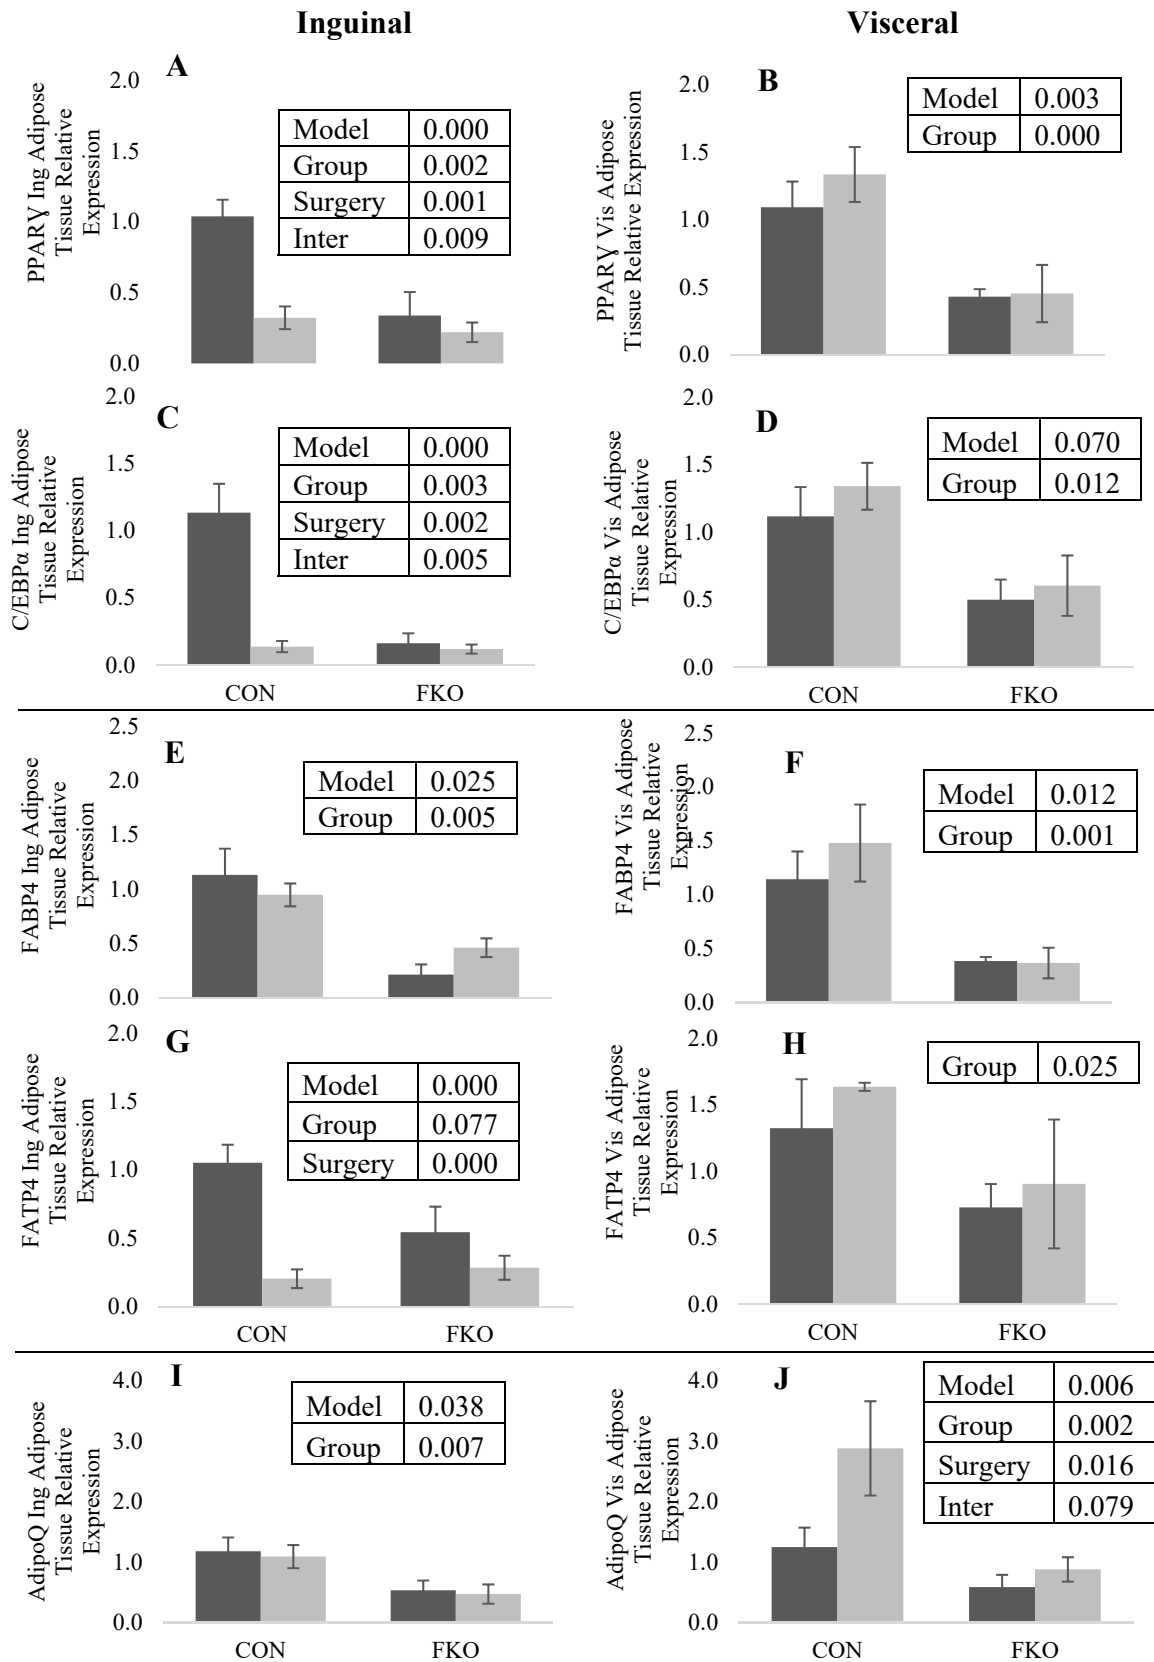 Inguinal
Visceral
A
PPARƔ Ing Adipose
Tissue Relative
Expression
2.0
1.5
1.0
0.5
0.0
Model 0.000
Group 0.002
Surgery 0.001
Inter 0.009
B
PPARƔ Vis Adipose
Tissue Relative Expression
2.0
1.5
1.0
0.5
0.0
Model 0.003
Group 0.000
C
C/EBPα Ing Adipose
Tissue Relative
Expression
2.0
1.5
1.0
0.5
0.0
Model 0.000
Group 0.003
Surgery 0.002
Inter 0.005
CON FKO
D
C/EBPα Vis Adipose
Tissue Relative
Expression
2.0
1.5
1.0
0.5
0.0
Model 0.070
Group 0.012
CON FKO
E
FABP4 Ing Adipose
Tissue Relative
Expression
2.5
2.0
1.5
1.0
0.5
0.0
Model 0.025
Group 0.005
F
FABP4 Vis Adipose
Tissue Relative
Expression
2.5
2.0
1.5
1.0
0.5
0.0
Model 0.012
Group 0.001
G
FATP4 Ing Adipose
Tissue Relative
Expression
2.0
1.5
1.0
0.5
0.0
Model 0.000
Group 0.077
Surgery 0.000
CON FKO
H
FATP4 Vis Adipose
Tissue Relative
Expression
2.0
1.5
1.0
0.5
0.0
Group 0.025
CON FKO
I
AdipoQ Ing Adipose
Tissue Relative
Expression
4.0
3.0
2.0
1.0
0.0
Model 0.038
Group 0.007
CON FKO
J
AdipoQ Vis Adipose
Tissue Relative
Expression
4.0
3.0
2.0
1.0
0.0
Model 0.006
Group 0.002
Surgery 0.016
Inter 0.079
CON FKO